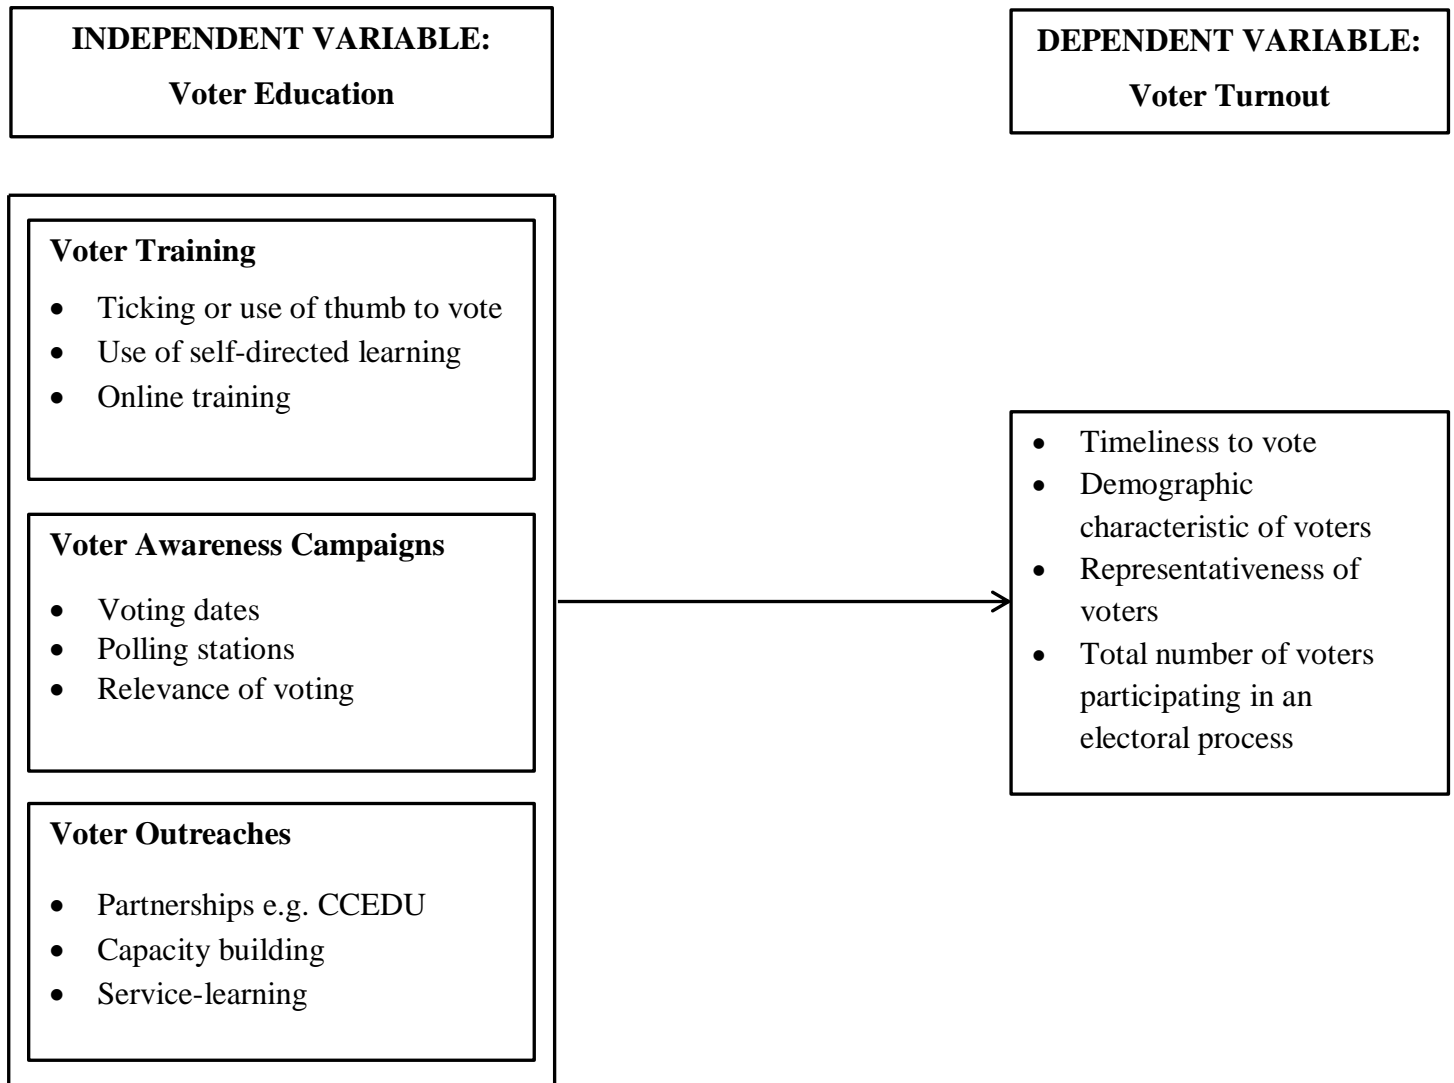 INDEPENDENT VARIABLE:
Voter Education
DEPENDENT VARIABLE:
Voter Turnout
Voter Training
• Ticking or use of thumb to vote
• Use of self-directed learning
• Online training
Voter Awareness Campaigns
• Voting dates
• Polling stations
• Relevance of voting
Voter Outreaches
• Partnerships e.g. CCEDU
• Capacity building
• Service-learning
• Timeliness to vote
• Demographic
characteristic of voters
• Representativeness of
voters
• Total number of voters
participating in an
electoral process